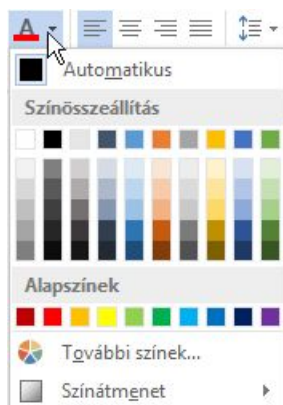 A
Automatikus
Színösszeállítás
Alapszínek
További színek...
Színátmenet